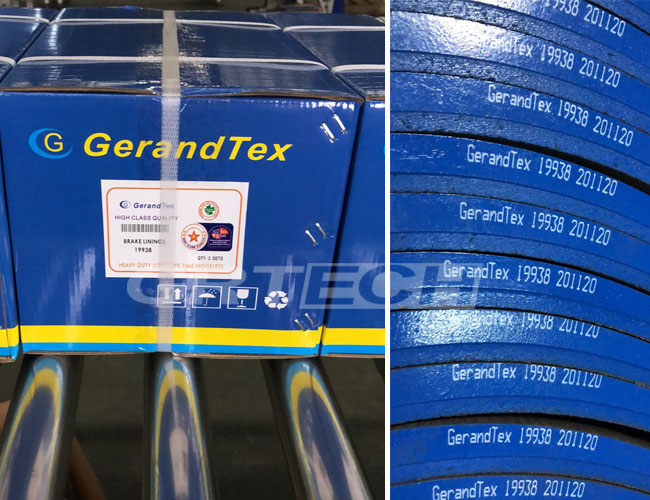 G GerandTex
G GerandTex
HIGH CLASS QUALITY
BRAKE LININGS
19938
QTY: 2 SETS
HEAVY DUTY
GBTECH
GerandTex 19938 201120
GerandTex 19938 201120
GerandTex 19938 201120
GerandTex 19938 201120
GerandTex 19938 201120
GerandTex 19938 201120
GerandTex 19938 201120
GerandTex 19938 201120
GerandTex 19938 201120
GerandTex 19938 201120